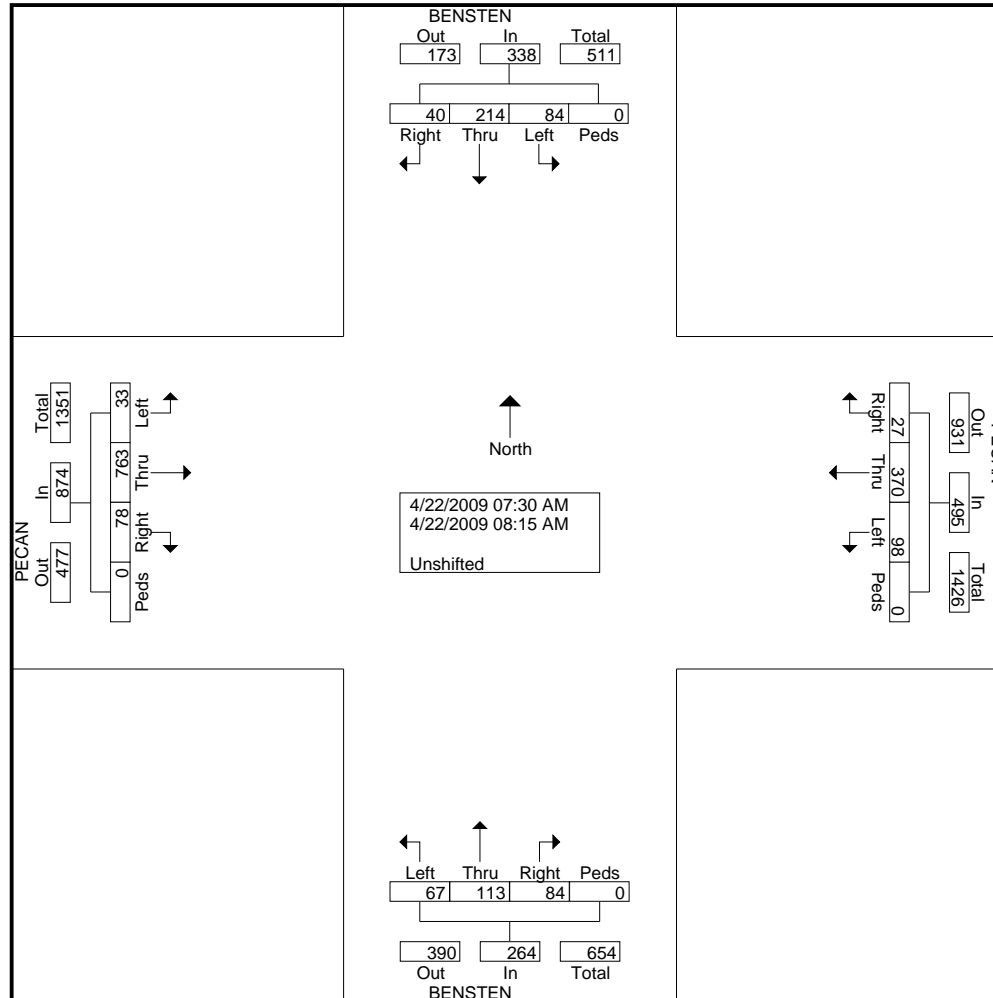 BENSTEN
Out In Total
173 338 511
40 214 84 0
Right Thru Left Peds
Total In Out
1351 874 477
PECAN
33 763 78 0
Left Thru Right Peds
North
4/22/2009 07:30 AM
4/22/2009 08:15 AM
Unshifted
Right Thru Left Peds
27 370 98 0
Out In Total
931 495 1426
Left Thru Right Peds
67 113 84 0
390 264 654
Out In Total
BENSTEN